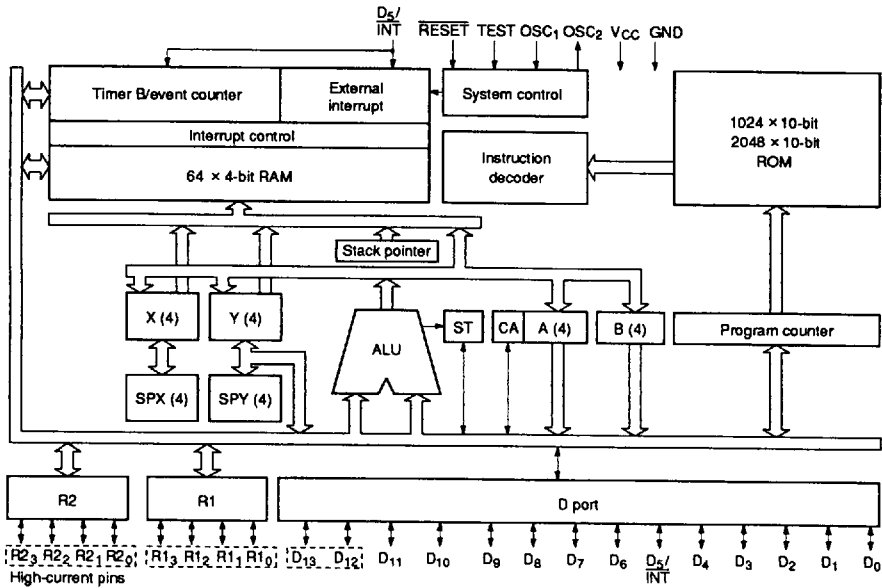 D5/
INT RESET TEST OSC1 OSC2 VCC GND
Timer B/event counter
External
interrupt
System control
1024 × 10-bit
2048 × 10-bit
ROM
Interrupt control
Instruction
decoder
64 × 4-bit RAM
Stack pointer
X (4) Y (4) ALU ST CA A (4) B (4) Program counter
SPX (4) SPY (4)
R2 R1 D port
R23 R22 R21 R20 R13 R12 R11 R10 D13 D12 D11 D10 D9 D8 D7 D6 D5/ D4 D3 D2 D1 D0
INT
High-current pins